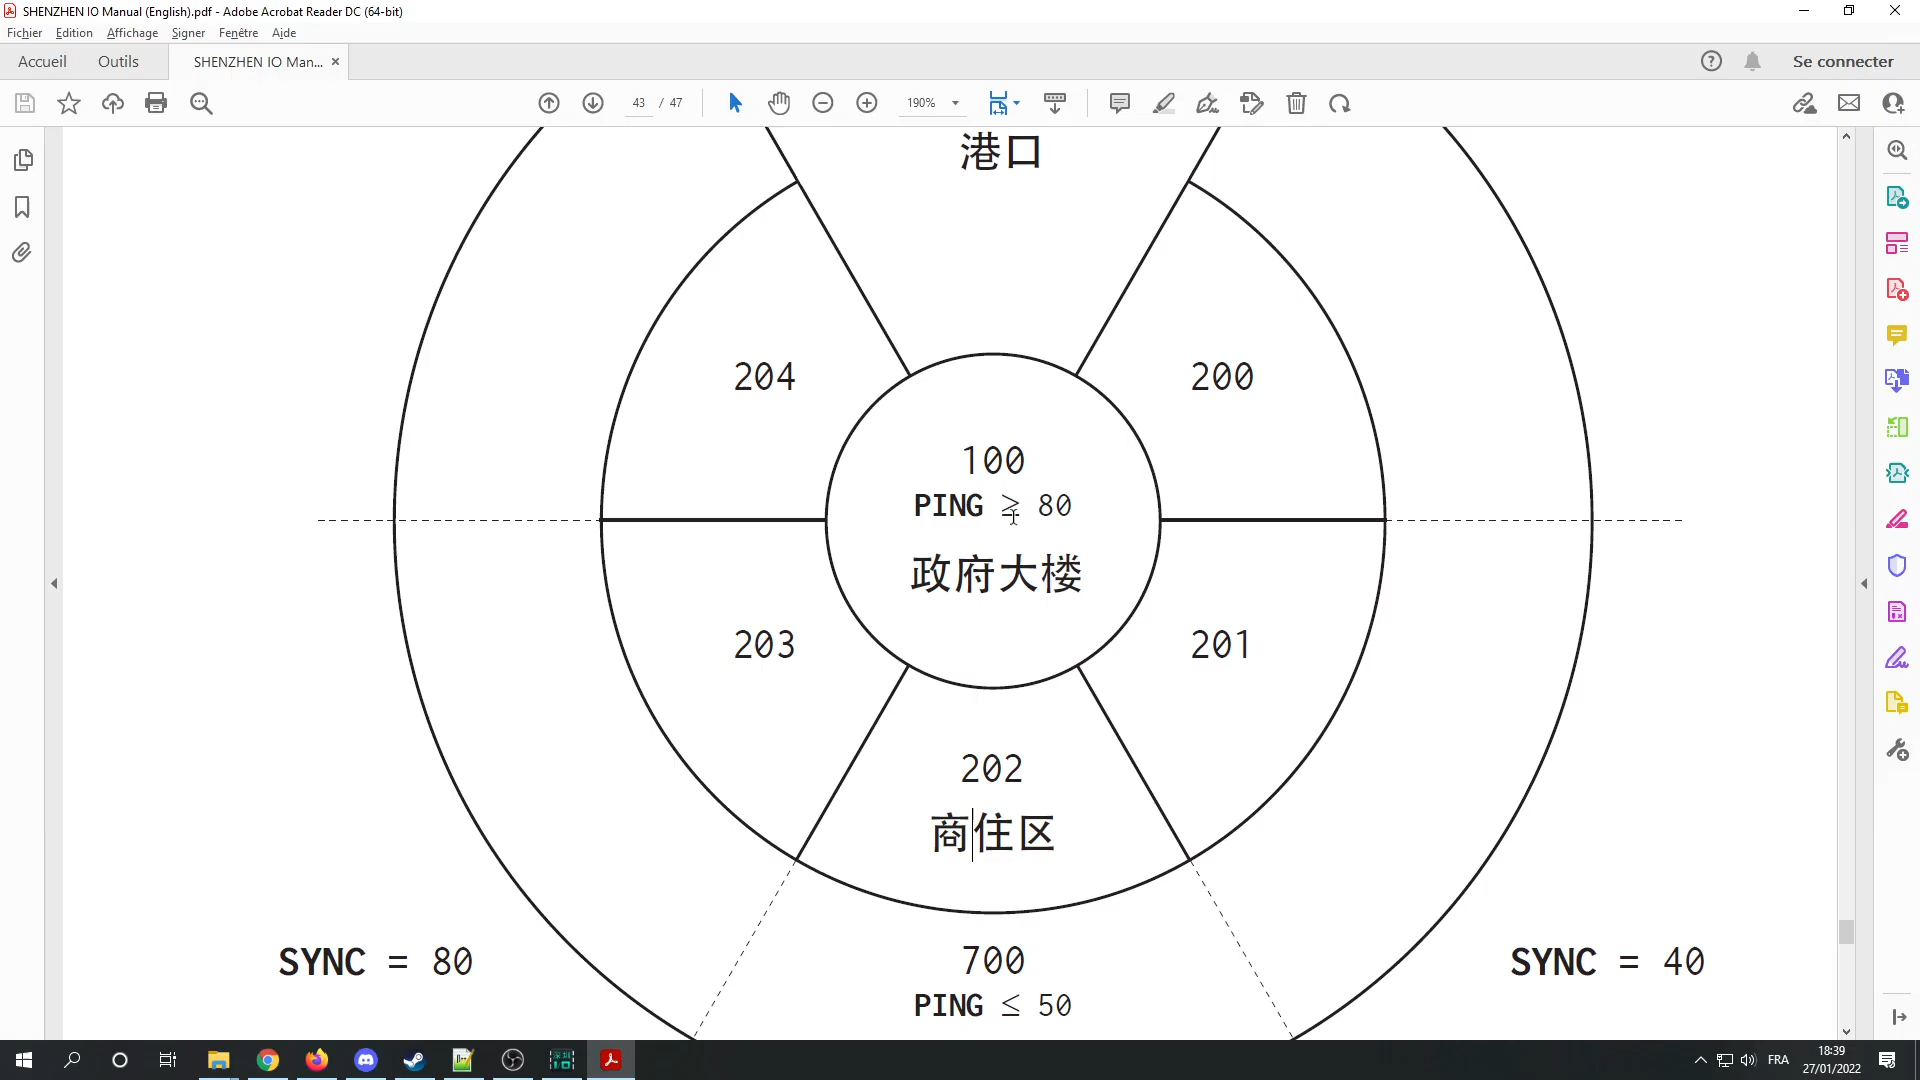 SHENZHEN IO Manual (English).pdf - Adobe Acrobat Reader DC (64-bit)
Fichier Edition Affichage Signer Fenêtre Aide
Accueil Outils SHENZHEN IO Man... × Se connecter
43 / 47 190%
港口
204 200
100
PING ≥ 80
政府大楼
203 201
202
商住区
SYNC = 80 SYNC = 40
700
PING ≤ 50
FRA 18:39
27/01/2022